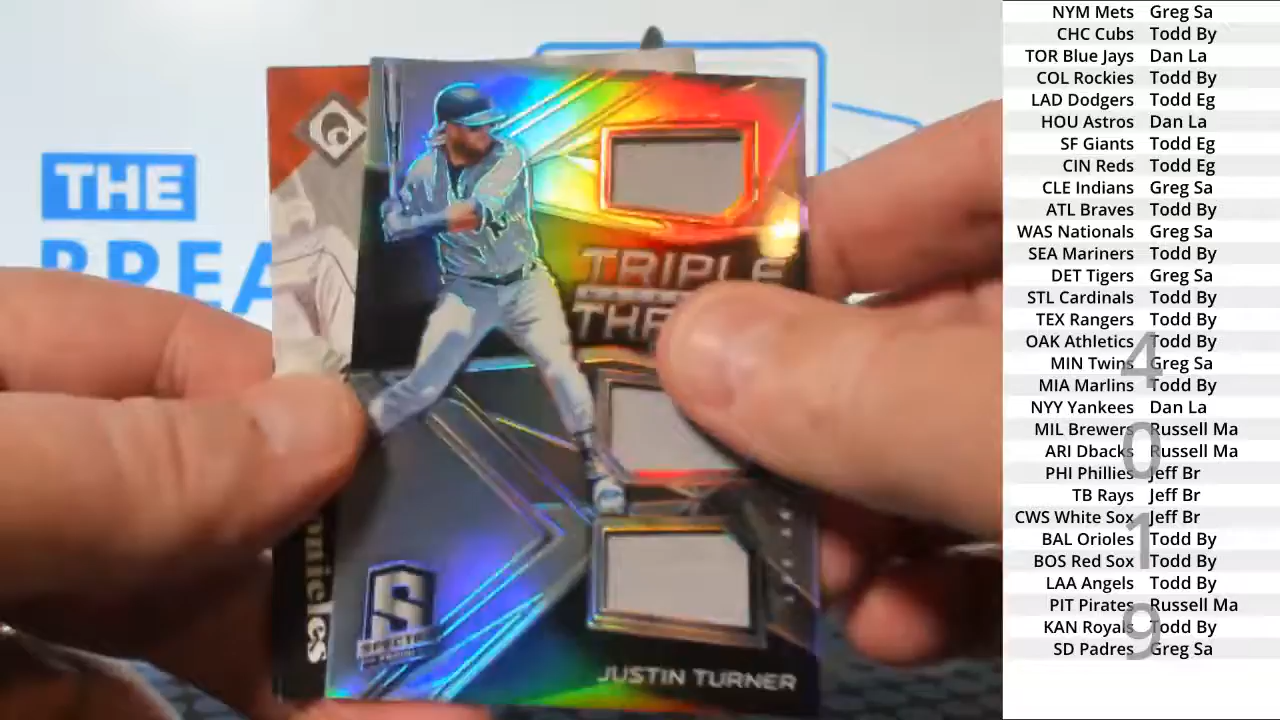 THE
BREA
TRIPLE
THR
S
JUSTIN TURNER
NYM Mets Greg Sa
CHC Cubs Todd By
TOR Blue Jays Dan La
COL Rockies Todd By
LAD Dodgers Todd Eg
HOU Astros Dan La
SF Giants Todd Eg
CIN Reds Todd Eg
CLE Indians Greg Sa
ATL Braves Todd By
WAS Nationals Greg Sa
SEA Mariners Todd By
DET Tigers Greg Sa
STL Cardinals Todd By
TEX Rangers Todd By
OAK Athletics Todd By
MIN Twins Greg Sa
MIA Marlins Todd By
NYY Yankees Dan La
MIL Brewers Russell Ma
ARI Dbacks Russell Ma
PHI Phillies Jeff Br
TB Rays Jeff Br
CWS White Sox Jeff Br
BAL Orioles Todd By
BOS Red Sox Todd By
LAA Angels Todd By
PIT Pirates Russell Ma
KAN Royals Todd By
SD Padres Greg Sa
4
0
1
9